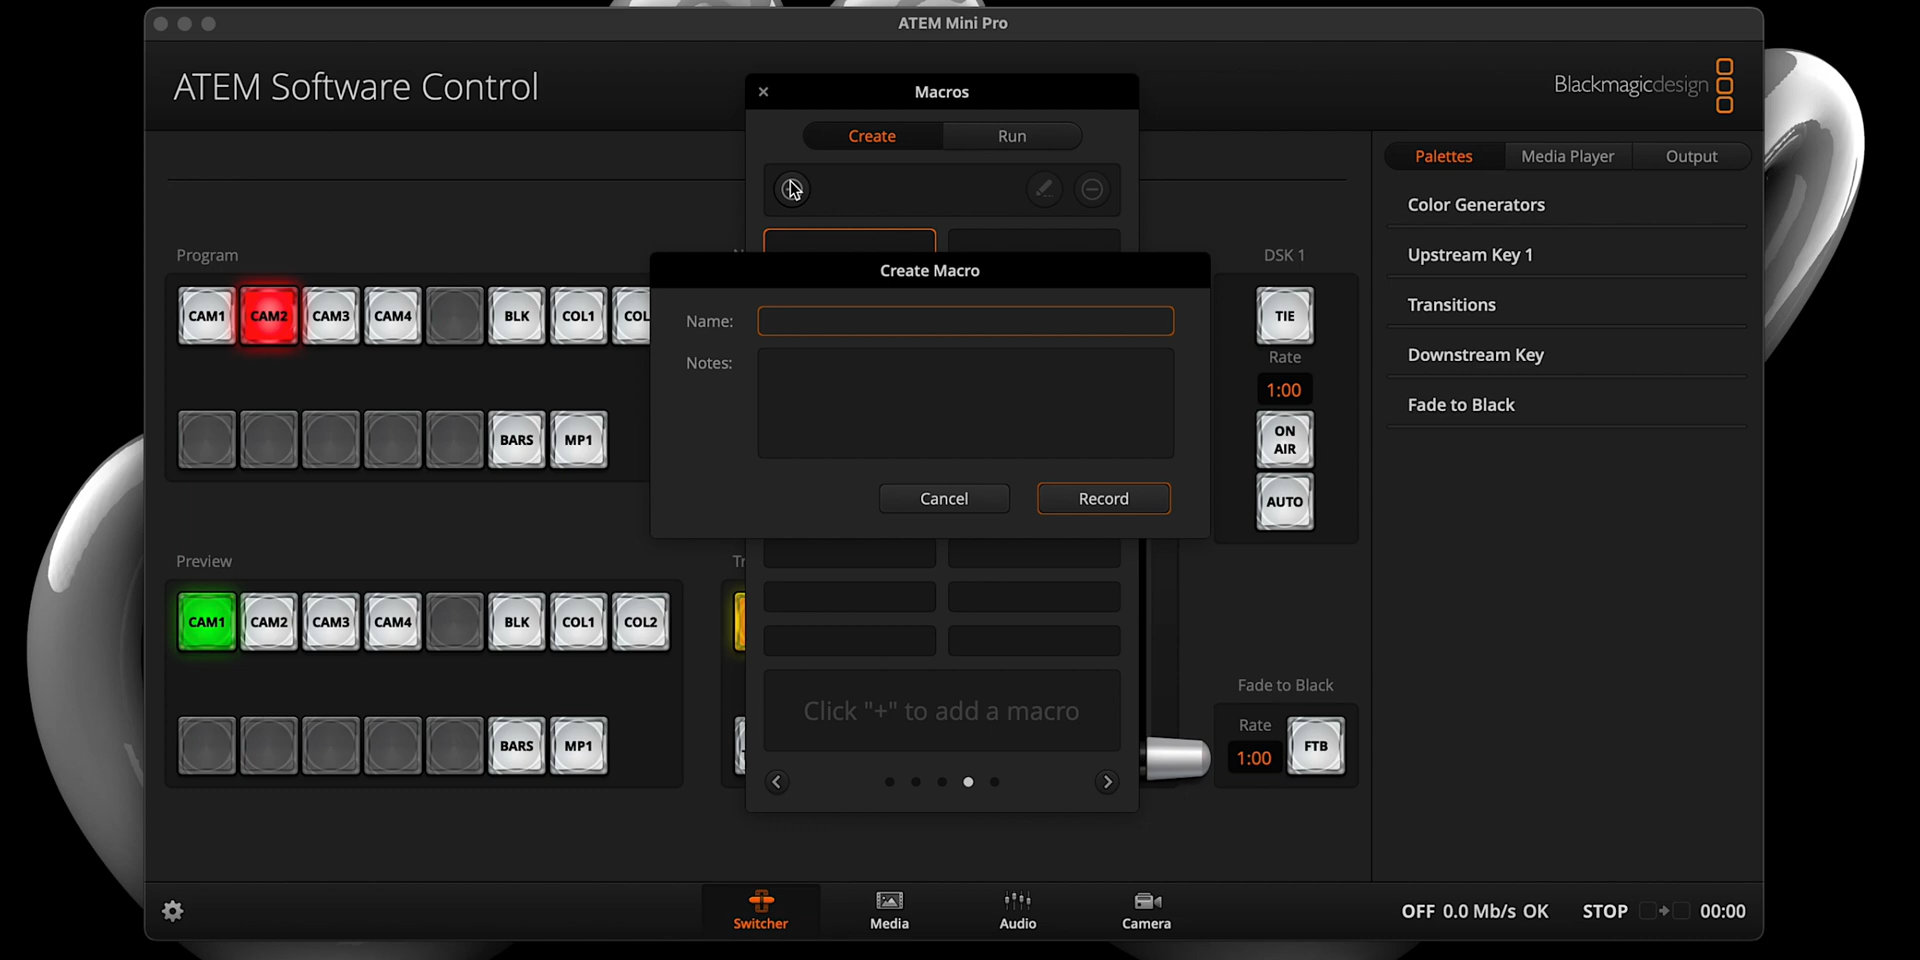 ATEM Mini Pro
ATEM Software Control
Blackmagicdesign
Macros
Create
Run
Palettes
Media Player
Output
Color Generators
Upstream Key 1
Transitions
Downstream Key
Fade to Black
Program
CAM1
CAM2
CAM3
CAM4
BLK
COL1
COL
BARS
MP1
Create Macro
Name:
Notes:
Cancel
Record
DSK 1
TIE
Rate
1:00
ON
AIR
AUTO
Preview
CAM1
CAM2
CAM3
CAM4
BLK
COL1
COL2
BARS
MP1
Tr
Click "+" to add a macro
Fade to Black
Rate
1:00
FTB
Switcher
Media
Audio
Camera
OFF 0.0 Mb/s OK
STOP
00:00